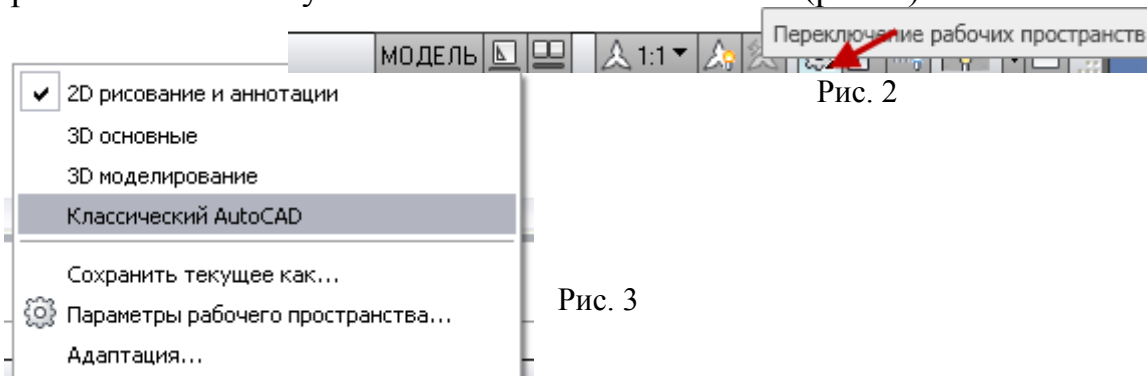 Переключение рабочих пространств
МОДЕЛЬ 1:1
Рис. 2
2D рисование и аннотации
3D основные
3D моделирование
Классический AutoCAD
Сохранить текущее как...
Параметры рабочего пространства...
Адаптация...
Рис. 3